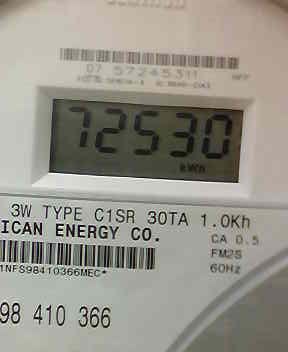 07 57245311
72530
kWh
3W TYPE C1SR 30TA 1.0Kh
ICAN ENERGY CO.
CA 0.5
FM2S
1NFS98410366MEC*
60Hz
98 410 366